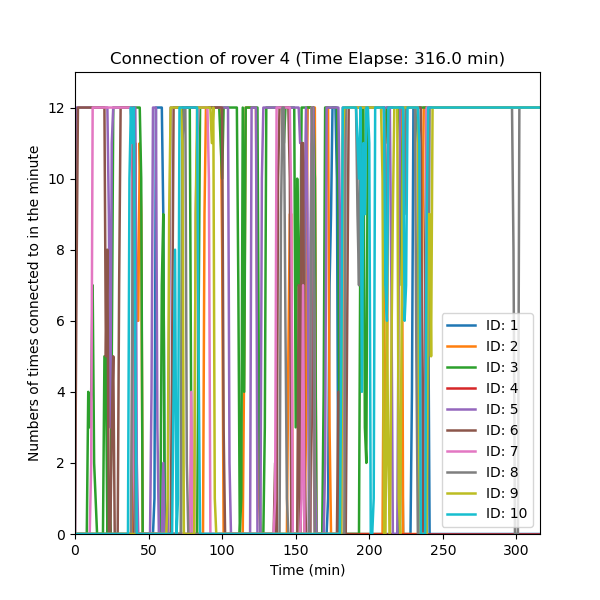 Connection of rover 4 (Time Elapse: 316.0 min)
Numbers of times connected to in the minute
12
10
8
6
4
2
0
ID: 1
ID: 2
ID: 3
ID: 4
ID: 5
ID: 6
ID: 7
ID: 8
ID: 9
ID: 10
0 50 100 150 200 250 300
Time (min)